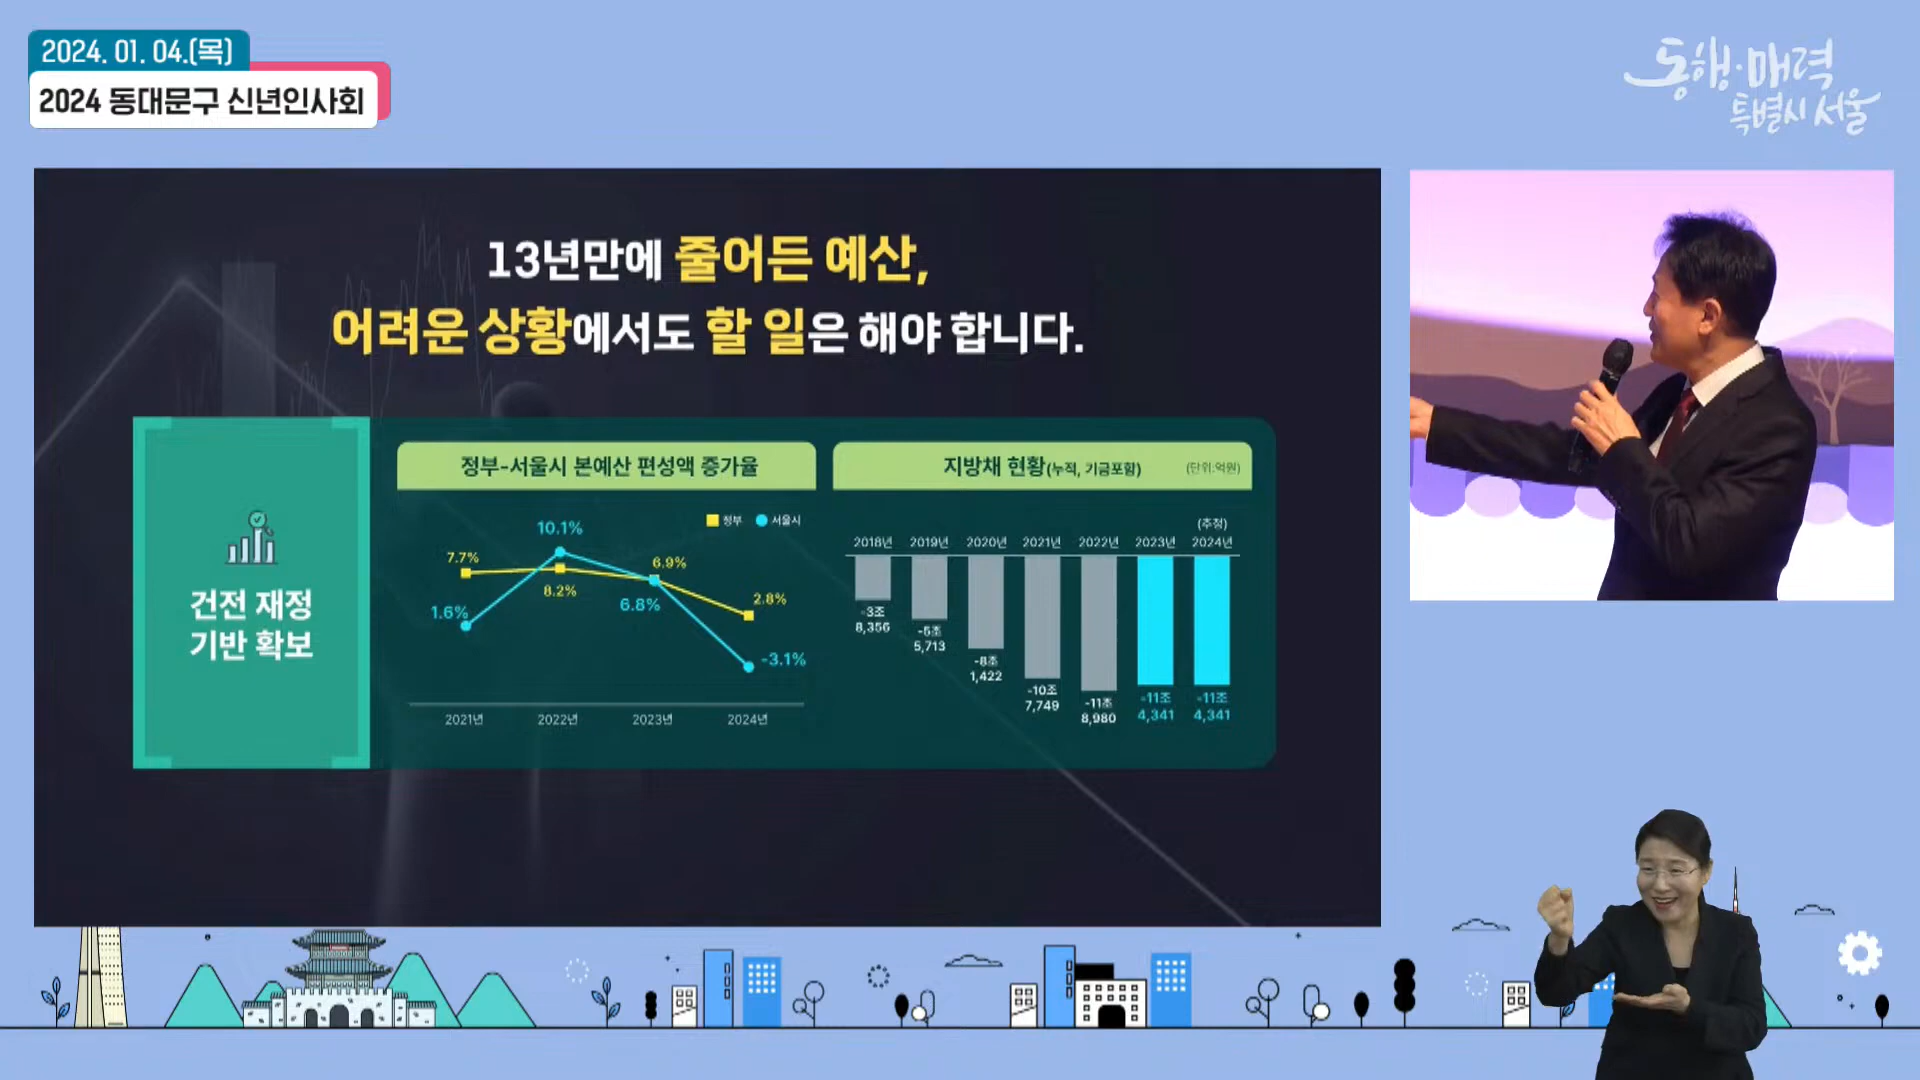 2024. 01. 04.(목)
2024 동대문구 신년인사회
동행·매력
특별시 서울
13년만에 줄어든 예산,
어려운 상황에서도 할 일은 해야 합니다.
건전 재정
기반 확보
정부-서울시 본예산 편성액 증가율
정부 서울시
7.7% 10.1% 6.9% 2.8%
1.6% 8.2% 6.8% -3.1%
2021년 2022년 2023년 2024년
지방채 현황(누적, 기금포함) (단위:억원)
(추정)
2018년 2019년 2020년 2021년 2022년 2023년 2024년
-3조 -5조 -8조 -10조 -11조 -11조 -11조
8,356 5,713 1,422 7,749 8,980 4,341 4,341